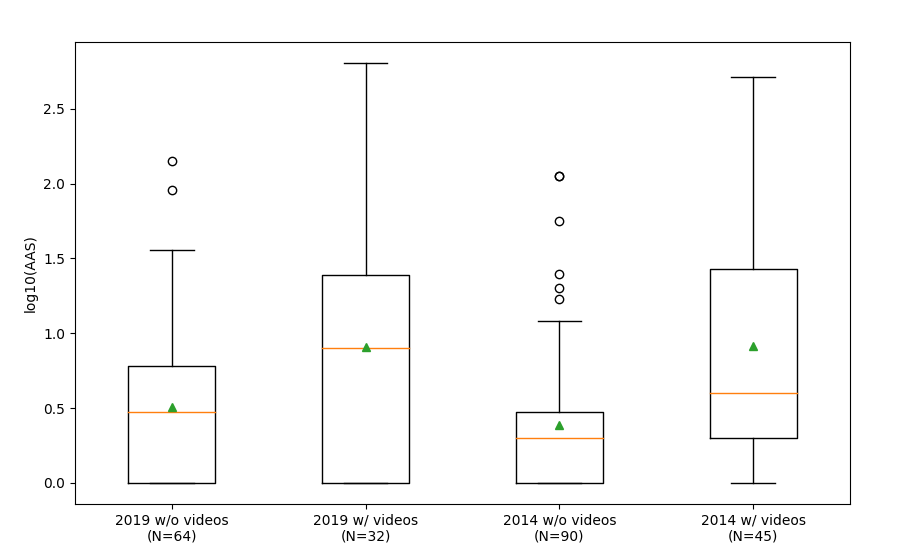 2.5
2.0
1.5
1.0
0.5
0.0
log10(AAS)
2019 w/o videos
(N=64)
2019 w/ videos
(N=32)
2014 w/o videos
(N=90)
2014 w/ videos
(N=45)